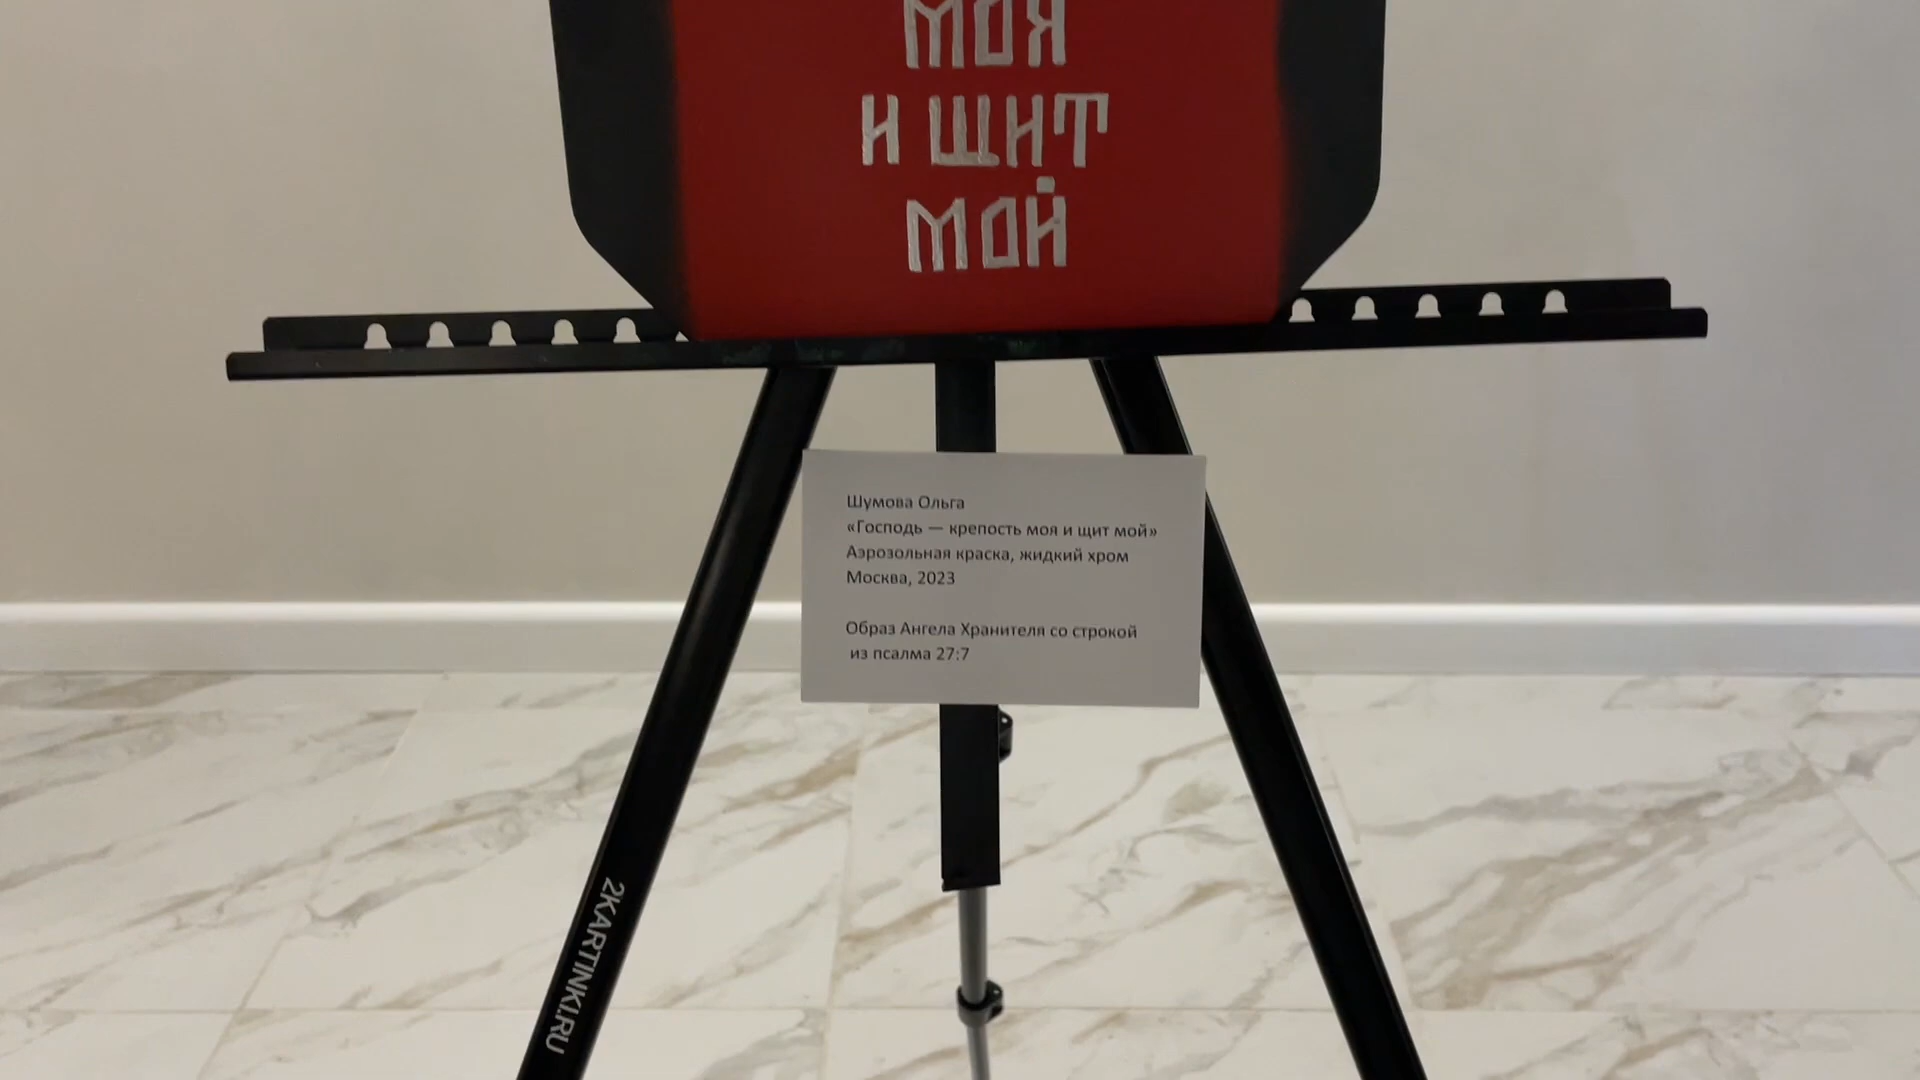 МОЯ
И ЩИТ
МОЙ
Шумова Ольга
«Господь — крепость моя и щит мой»
Аэрозольная краска, жидкий хром
Москва, 2023
Образ Ангела Хранителя со строкой
из псалма 27:7
2KARTINKI.RU